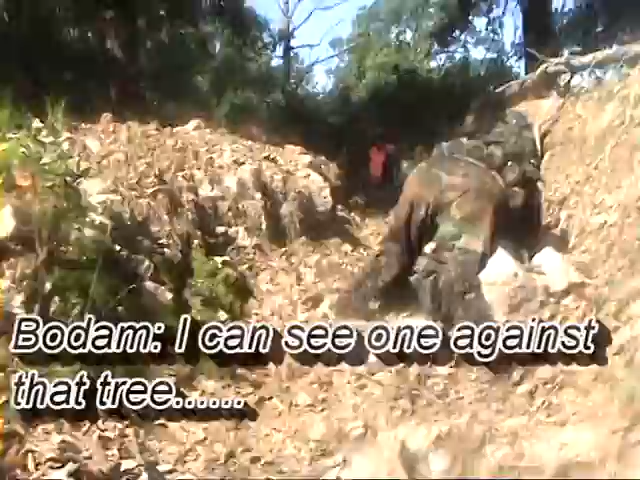 Bodam: I can see one against
that tree......